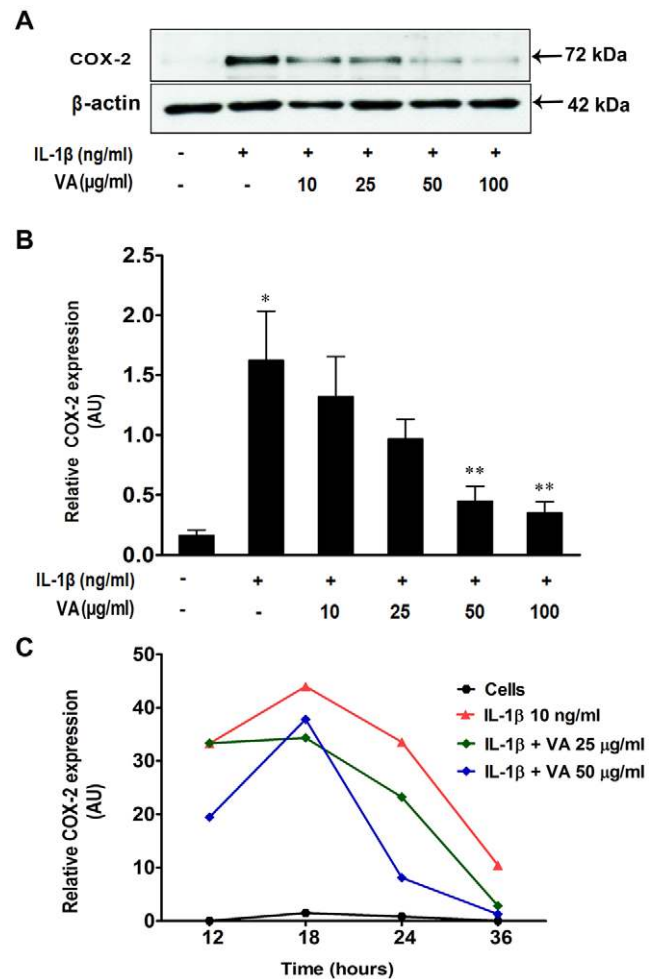 A
COX-2
72 kDa
β-actin
42 kDa
IL-1β (ng/ml) - + + + + +
VA (µg/ml) - - 10 25 50 100
B
Relative COX-2 expression
(AU)
2.5
2.0
1.5
1.0
0.5
0.0
*
**
**
IL-1β (ng/ml) - + + + + +
VA (µg/ml) - - 10 25 50 100
C
Relative COX-2 expression
(AU)
50
40
30
20
10
0
12 18 24 36
Time (hours)
Cells
IL-1β 10 ng/ml
IL-1β + VA 25 µg/ml
IL-1β + VA 50 µg/ml